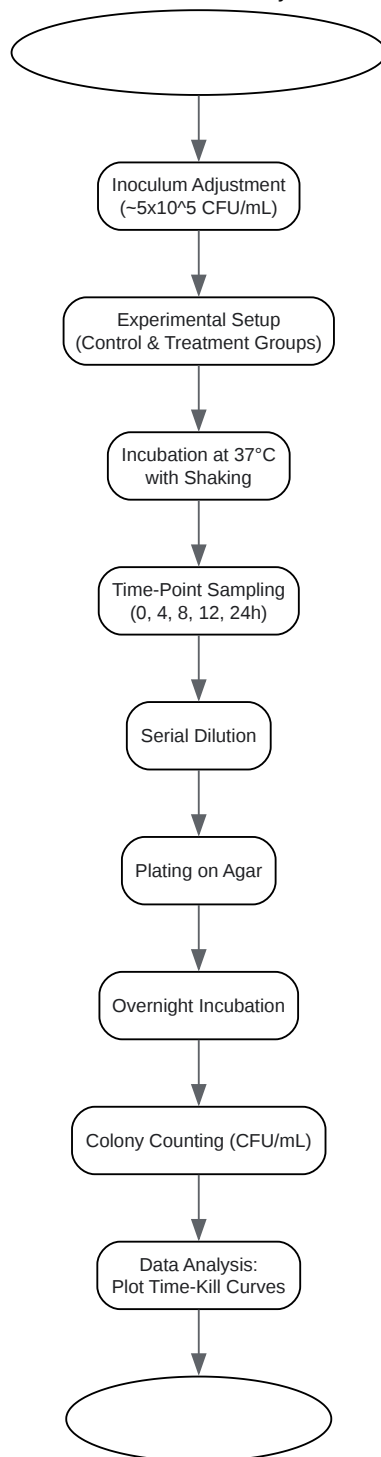 Inoculum Adjustment
(~5x10^5 CFU/mL)
Experimental Setup
(Control & Treatment Groups)
Incubation at 37°C
with Shaking
Time-Point Sampling
(0, 4, 8, 12, 24h)
Serial Dilution
Plating on Agar
Overnight Incubation
Colony Counting (CFU/mL)
Data Analysis:
Plot Time-Kill Curves